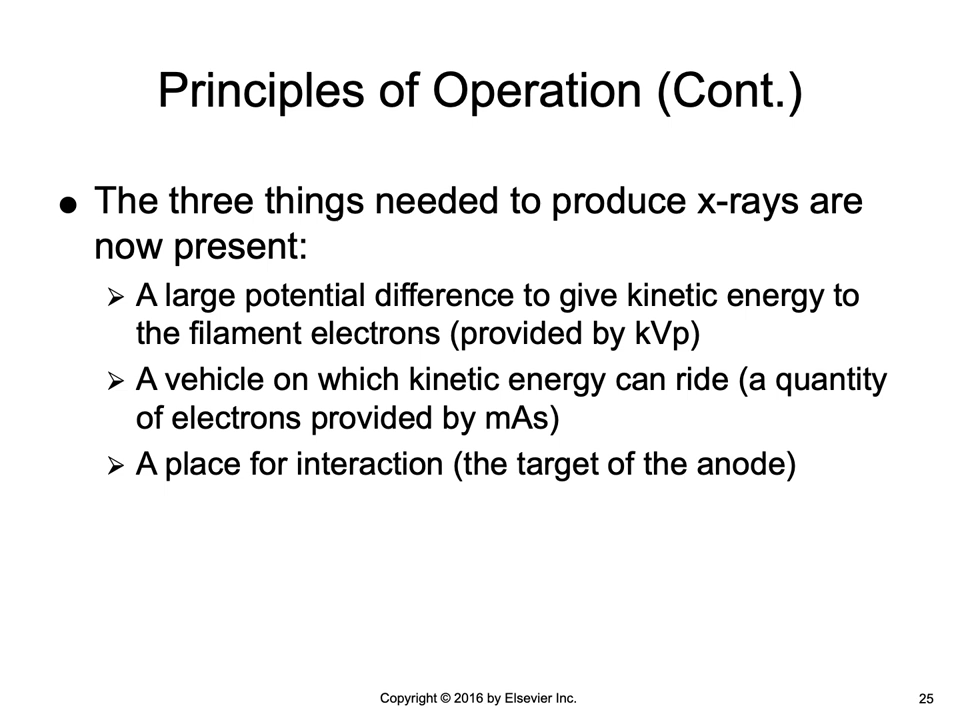 Principles of Operation (Cont.)
● The three things needed to produce x-rays are
now present:
➢ A large potential difference to give kinetic energy to
the filament electrons (provided by kVp)
➢ A vehicle on which kinetic energy can ride (a quantity
of electrons provided by mAs)
➢ A place for interaction (the target of the anode)
Copyright © 2016 by Elsevier Inc.
25